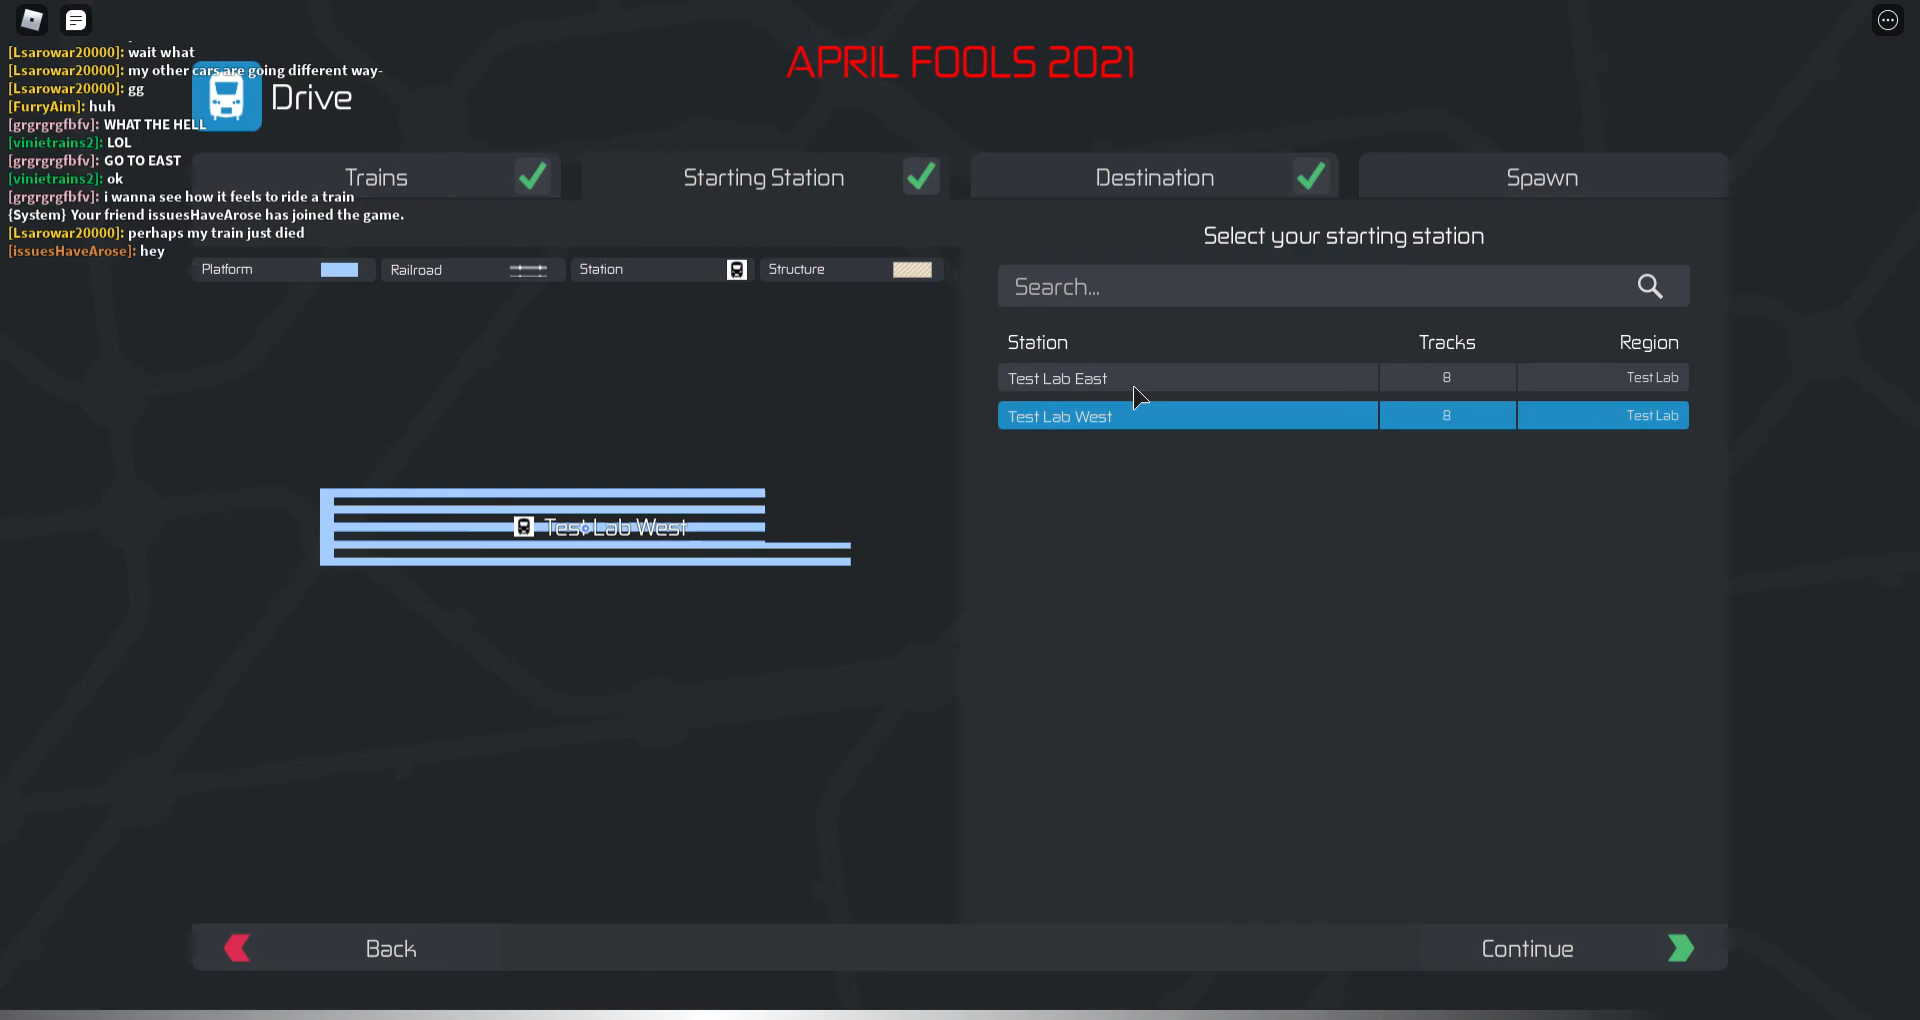 [Lsarowar20000]: wait what
[Lsarowar20000]: my other cars are going different way-
[Lsarowar20000]: gg
[FurryAim]: huh
[grgrgrgfbfv]: WHAT THE HELL
[vinietrains2]: LOL
[grgrgrgfbfv]: GO TO EAST
[vinietrains2]: ok
[grgrgrgfbfv]: i wanna see how it feels to ride a train
{System} Your friend issuesHaveArose has joined the game.
[Lsarowar20000]: perhaps my train just died
[issuesHaveArose]: hey
APRIL FOOLS 2021
Drive
Trains
Starting Station
Destination
Spawn
Platform
Railroad
Station
Structure
Test Lab West
Select your starting station
Search...
Station Tracks Region
Test Lab East 8 Test Lab
Test Lab West 8 Test Lab
Back
Continue